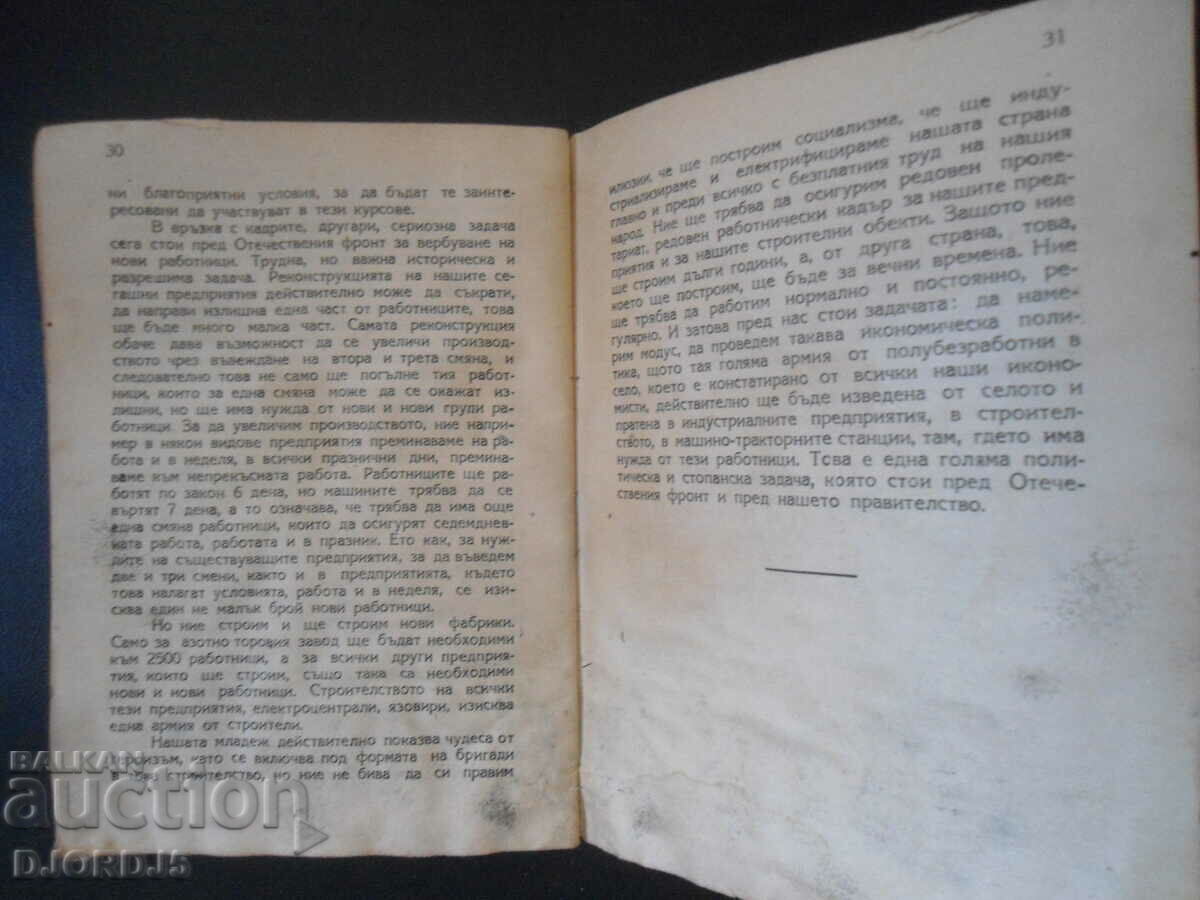 30
ни благоприятни условия, за да бъдат те заинте-
ресовани да участвуват в тези курсове.
В връзка с кадрите, другари, сериозна задача
сега стои пред Отечествения фронт за вербуване на
нови работници. Трудна, но важна историческа и
разрешима задача. Реконструкцията на нашите се-
гашни предприятия действително може да съкрати,
да направи излишна една част от работниците, това
ще бъде много малка част. Самата реконструкция
обаче дава възможност да се увеличи производ-
ството чрез въвеждане на втора и трета смяна, и
следователно това не само ще погълне тия работ-
ници, които за една смяна може да се окажат из-
лишни, но ще има нужда от нови и нови групи ра-
ботници. За да увеличим производството, ние напри-
мер в някои видове предприятия преминаваме на ра-
бота и в неделя, в всички празнични дни, премина-
ваме към непрекъсната работа. Работниците ще ра-
ботят по закон 6 дена, но машините трябва да се
въртят 7 дена, а то означава, че трябва да има още
една смяна работници, които да осигурят седемднев-
ната работа, работата и в празник. Ето как, за нуж-
дите на съществуващите предприятия, за да въведем
две и три смени, както и в предприятията, където
това налагат условията, работа и в неделя, се изи-
сква един не малък брой нови работници.
Но ние строим и ще строим нови фабрики.
Само за азотно торовия завод ще бъдат необходими
към 2500 работници, а за всички други предприя-
тия, които ще строим, също така са необходими
нови и нови работници. Строителството на всички
тези предприятия, електроцентрали, язовири, изисква
една армия от строители.
Нашата младеж действително показва чудеса от
героизъм, като се включва под формата на бригади
в това строителство, но ние не бива да си правим
31
илюзии, че ще построим социализма, че ще инду-
стриализираме и електрифицираме нашата страна
главно и преди всичко с безплатния труд на нашия
народ. Ние ще трябва да осигурим редовен проле-
тариат, редовен работнически кадър за нашите пред-
приятия и за нашите строителни обекти. Защото ние
ще строим дълги години, а, от друга страна, това,
което ще построим, ще бъде за вечни времена. Ние
ще трябва да работим нормално и постоянно, ре-
гулярно. И затова пред нас стои задачата: да наме-
рим модус, да проведем такава икономическа поли-
тика, щото тая голяма армия от полубезработни в
село, което е констатирано от всички наши иконо-
мисти, действително ще бъде изведена от селото и
пратена в индустриалните предприятия, в строител-
ството, в машино-тракторните станции, там, гдето има
нужда от тези работници. Това е една голяма поли-
тическа и стопанска задача, която стои пред Отече-
ствения фронт и пред нашето правителство.
BALKAN
auction
DJORDJ5